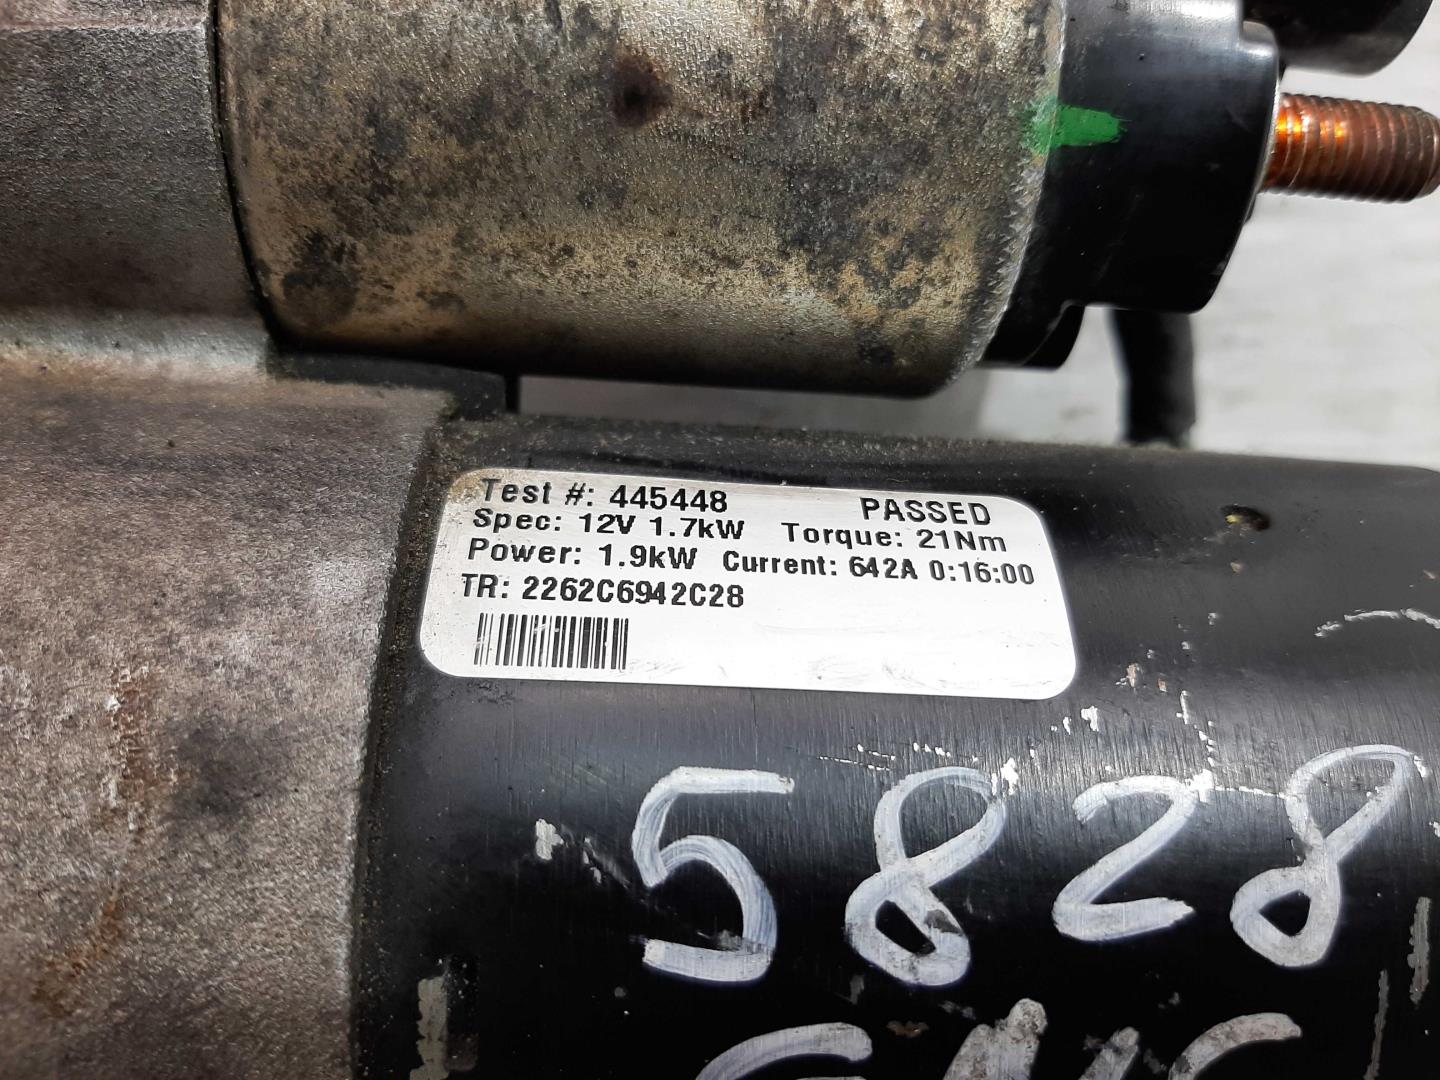 Test #: 445448 PASSED
Spec: 12V 1.7kW Torque: 21Nm
Power: 1.9kW Current: 642A 0:16:00
TR: 2262C6942C28
5828